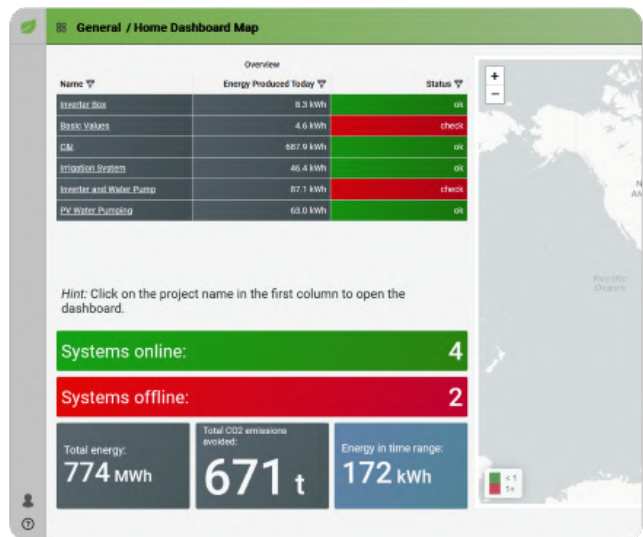 General / Home Dashboard Map
Overview
Name Energy Produced Today Status
Inverter Box 8.3 kWh ok
Basic Values 4.6 kWh check
C&I 687.9 kWh ok
Irrigation System 46.4 kWh ok
Inverter and Water Pump 87.1 kWh check
PV Water Pumping 63.0 kWh ok
Hint: Click on the project name in the first column to open the
dashboard.
Systems online: 4
Systems offline: 2
Total energy:
774 MWh
Total CO2 emissions
avoided:
671 t
Energy in time range:
172 kWh
+
−
N
AM
Pacific
Ocean
< 1
1+